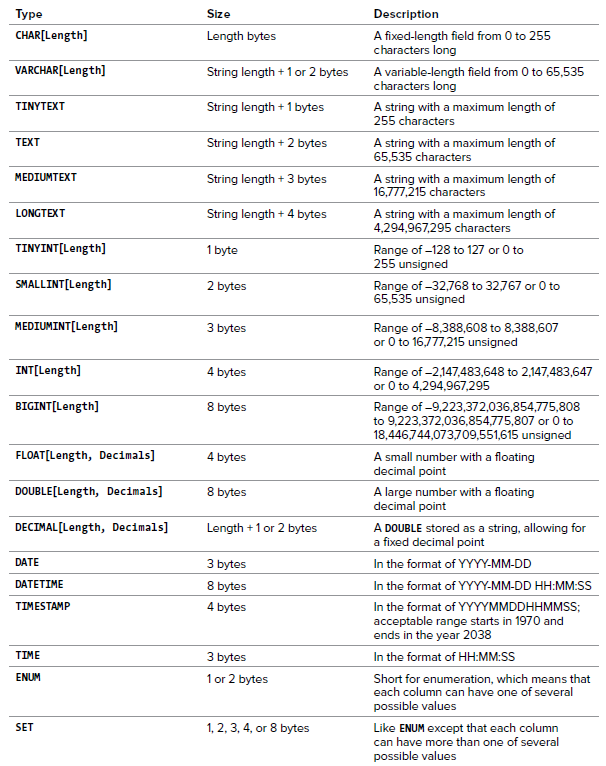 Type Size Description
CHAR[Length] Length bytes A fixed-length field from 0 to 255
characters long
VARCHAR[Length] String length + 1 or 2 bytes A variable-length field from 0 to 65,535
characters long
TINYTEXT String length + 1 bytes A string with a maximum length of
255 characters
TEXT String length + 2 bytes A string with a maximum length of
65,535 characters
MEDIUMTEXT String length + 3 bytes A string with a maximum length of
16,777,215 characters
LONGTEXT String length + 4 bytes A string with a maximum length of
4,294,967,295 characters
TINYINT[Length] 1 byte Range of –128 to 127 or 0 to
255 unsigned
SMALLINT[Length] 2 bytes Range of –32,768 to 32,767 or 0 to
65,535 unsigned
MEDIUMINT[Length] 3 bytes Range of –8,388,608 to 8,388,607
or 0 to 16,777,215 unsigned
INT[Length] 4 bytes Range of –2,147,483,648 to 2,147,483,647
or 0 to 4,294,967,295
BIGINT[Length] 8 bytes Range of –9,223,372,036,854,775,808
to 9,223,372,036,854,775,807 or 0 to
18,446,744,073,709,551,615 unsigned
FLOAT[Length, Decimals] 4 bytes A small number with a floating
decimal point
DOUBLE[Length, Decimals] 8 bytes A large number with a floating
decimal point
DECIMAL[Length, Decimals] Length + 1 or 2 bytes A DOUBLE stored as a string, allowing for
a fixed decimal point
DATE 3 bytes In the format of YYYY-MM-DD
DATETIME 8 bytes In the format of YYYY-MM-DD HH:MM:SS
TIMESTAMP 4 bytes In the format of YYYYMMDDHHMMSS;
acceptable range starts in 1970 and
ends in the year 2038
TIME 3 bytes In the format of HH:MM:SS
ENUM 1 or 2 bytes Short for enumeration, which means that
each column can have one of several
possible values
SET 1, 2, 3, 4, or 8 bytes Like ENUM except that each column
can have more than one of several
possible values